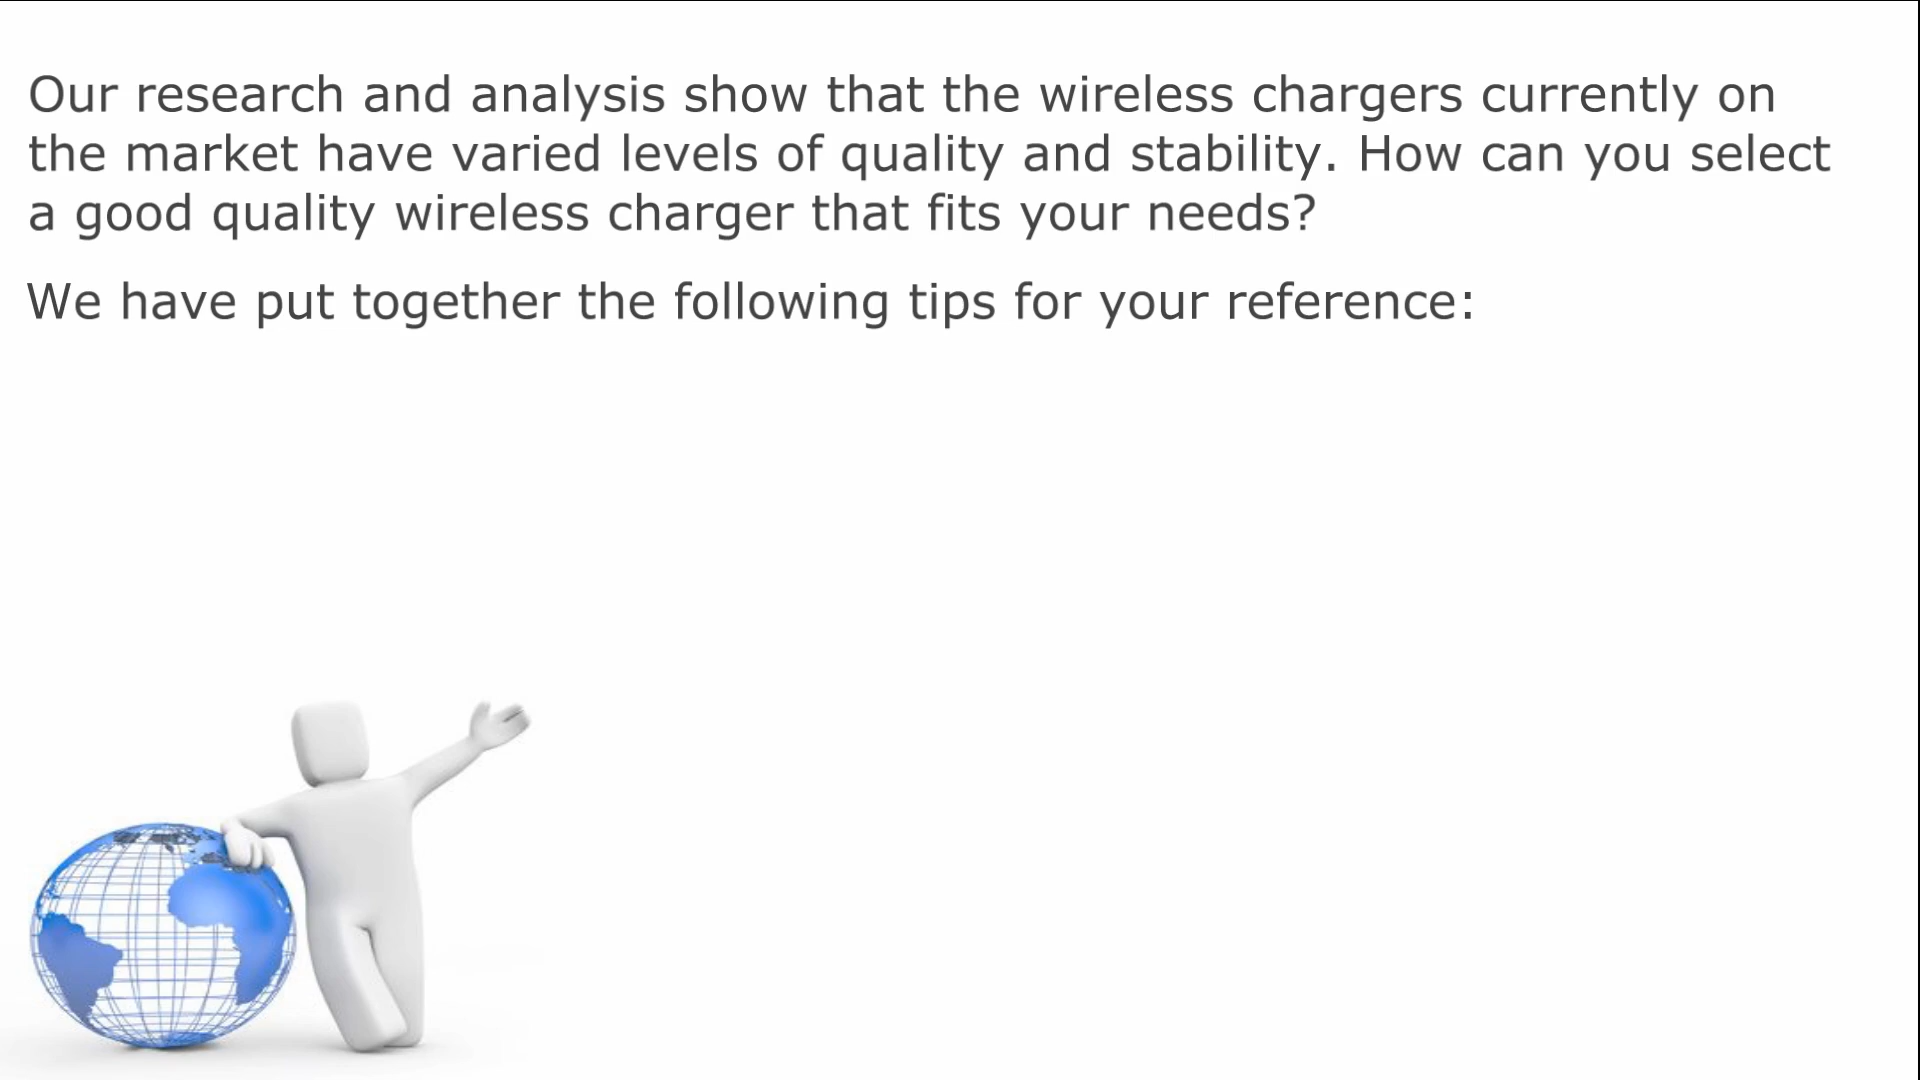 Our research and analysis show that the wireless chargers currently on
the market have varied levels of quality and stability. How can you select
a good quality wireless charger that fits your needs?
We have put together the following tips for your reference: